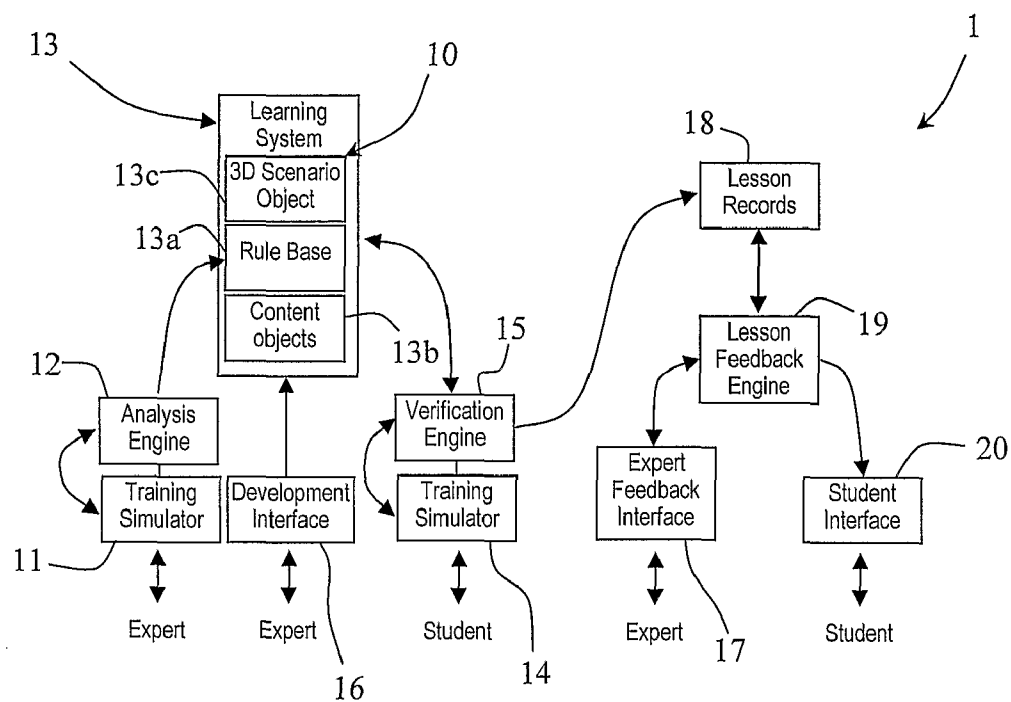 1
13
10
Learning
System
18
13c
3D Scenario
Object
Lesson
Records
13a
Rule Base
Content
objects
13b
15
19
12
Lesson
Feedback
Engine
Analysis
Engine
Verification
Engine
20
Training
Simulator
Development
Interface
Training
Simulator
Expert
Feedback
Interface
Student
Interface
11
Expert
Expert
Student
Expert
Student
16
14
17